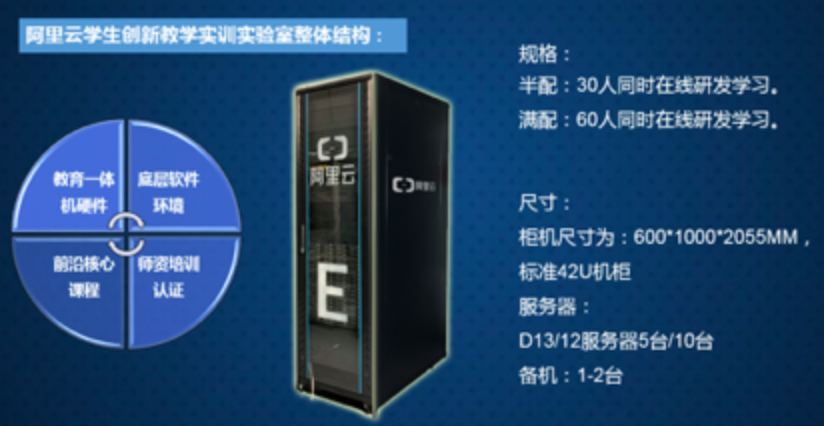 阿里云学生创新教学实训实验室整体结构：
教育一体
机硬件
底层软件
环境
前沿核心
课程
师资培训
认证
阿里云
E
阿里云
规格：
半配：30人同时在线研发学习。
满配：60人同时在线研发学习。
尺寸：
柜机尺寸为：600*1000*2055MM，
标准42U机柜
服务器：
D13/12服务器5台/10台
备机：1-2台